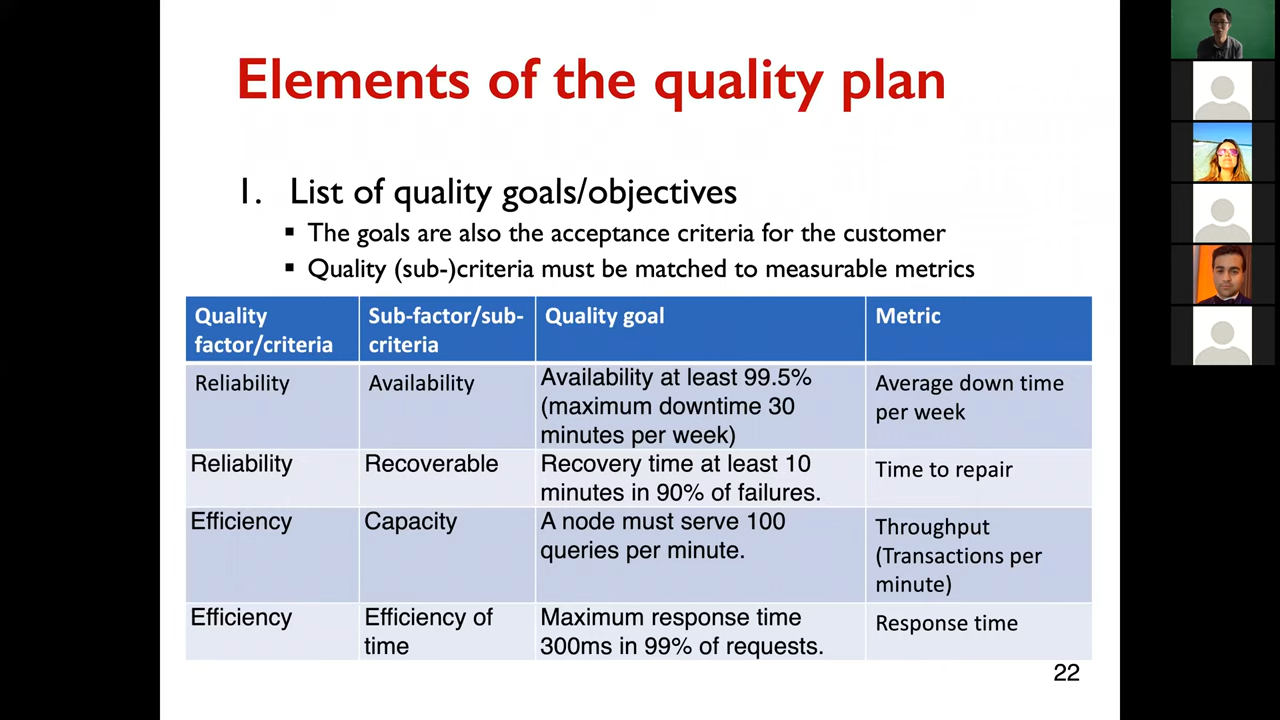 Elements of the quality plan
1. List of quality goals/objectives
▪ The goals are also the acceptance criteria for the customer
▪ Quality (sub-)criteria must be matched to measurable metrics
Quality
factor/criteria
Sub-factor/sub-
criteria
Quality goal
Metric
Reliability
Availability
Availability at least 99.5%
(maximum downtime 30
minutes per week)
Average down time
per week
Reliability
Recoverable
Recovery time at least 10
minutes in 90% of failures.
Time to repair
Efficiency
Capacity
A node must serve 100
queries per minute.
Throughput
(Transactions per
minute)
Efficiency
Efficiency of
time
Maximum response time
300ms in 99% of requests.
Response time
22